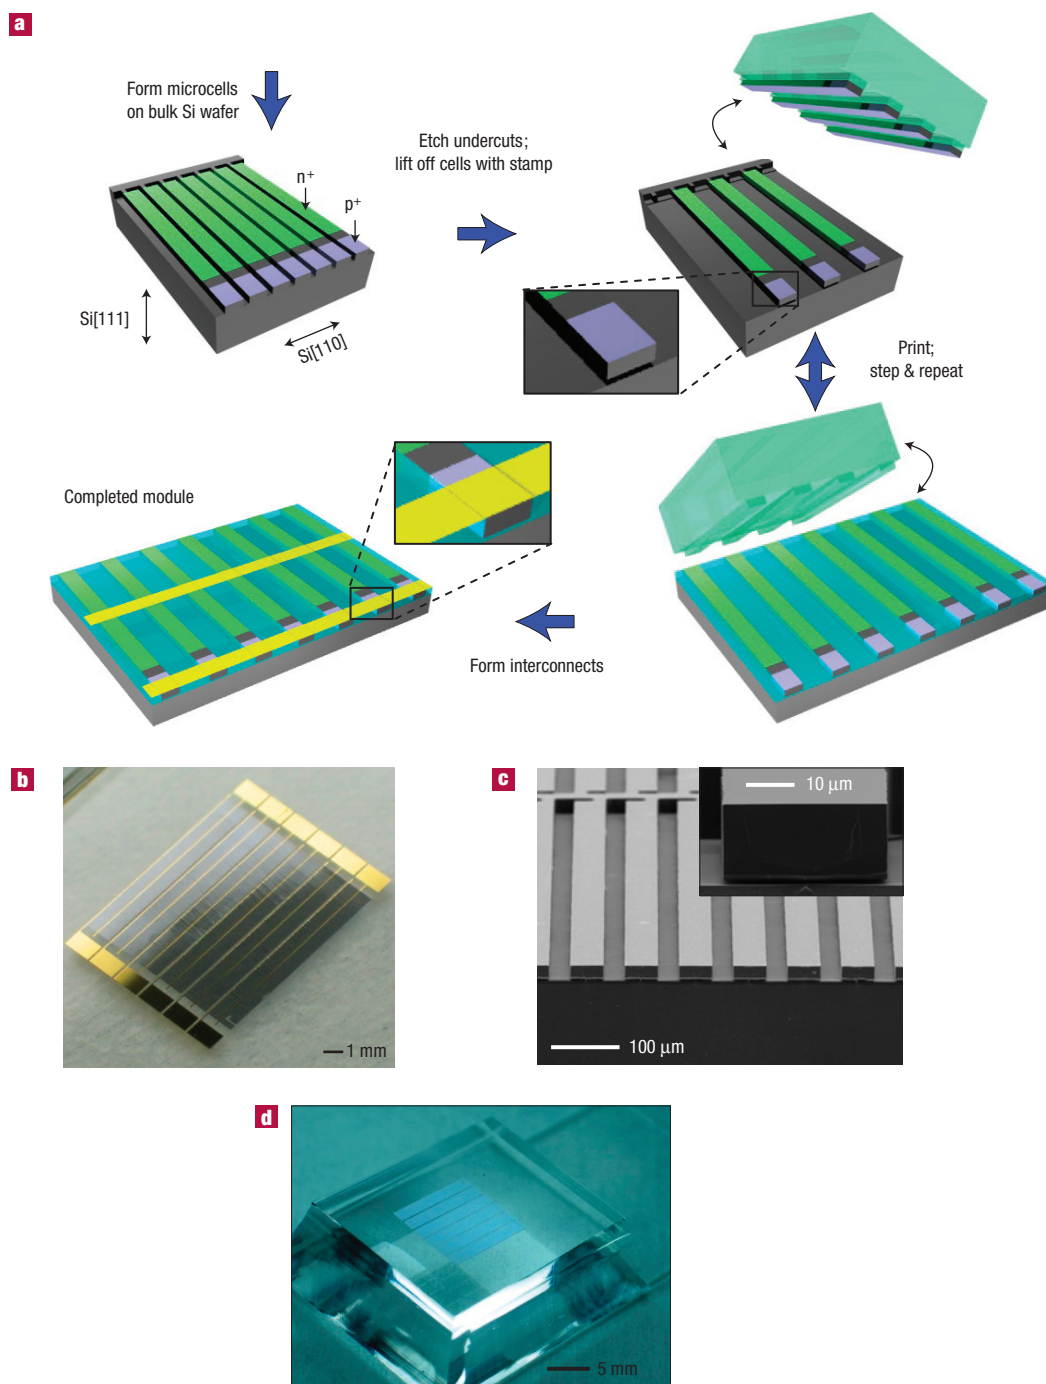 a
Form microcells
on bulk Si wafer
Etch undercuts;
lift off cells with stamp
n+
p+
Si[111]
Si[110]
Print;
step & repeat
Completed module
Form interconnects
b
1 mm
c
10 μm
100 μm
d
5 mm